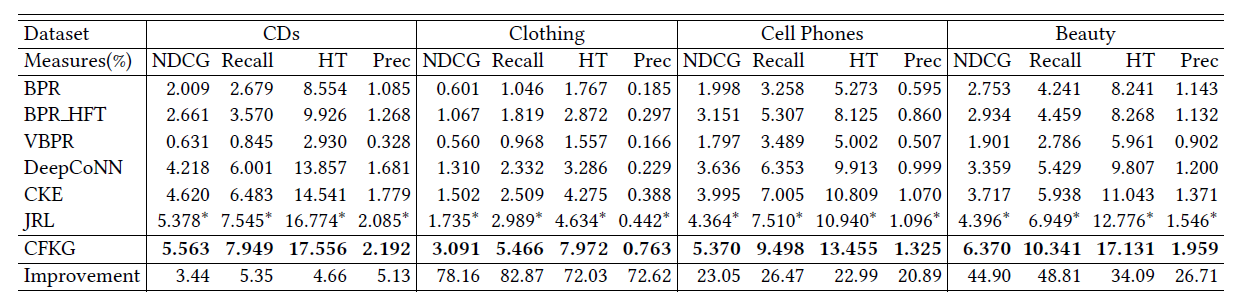 Dataset CDs Clothing Cell Phones Beauty
Measures(%) NDCG Recall HT Prec NDCG Recall HT Prec NDCG Recall HT Prec NDCG Recall HT Prec
BPR 2.009 2.679 8.554 1.085 0.601 1.046 1.767 0.185 1.998 3.258 5.273 0.595 2.753 4.241 8.241 1.143
BPR_HFT 2.661 3.570 9.926 1.268 1.067 1.819 2.872 0.297 3.151 5.307 8.125 0.860 2.934 4.459 8.268 1.132
VBPR 0.631 0.845 2.930 0.328 0.560 0.968 1.557 0.166 1.797 3.489 5.002 0.507 1.901 2.786 5.961 0.902
DeepCoNN 4.218 6.001 13.857 1.681 1.310 2.332 3.286 0.229 3.636 6.353 9.913 0.999 3.359 5.429 9.807 1.200
CKE 4.620 6.483 14.541 1.779 1.502 2.509 4.275 0.388 3.995 7.005 10.809 1.070 3.717 5.938 11.043 1.371
JRL 5.378* 7.545* 16.774* 2.085* 1.735* 2.989* 4.634* 0.442* 4.364* 7.510* 10.940* 1.096* 4.396* 6.949* 12.776* 1.546*
CFKG 5.563 7.949 17.556 2.192 3.091 5.466 7.972 0.763 5.370 9.498 13.455 1.325 6.370 10.341 17.131 1.959
Improvement 3.44 5.35 4.66 5.13 78.16 82.87 72.03 72.62 23.05 26.47 22.99 20.89 44.90 48.81 34.09 26.71